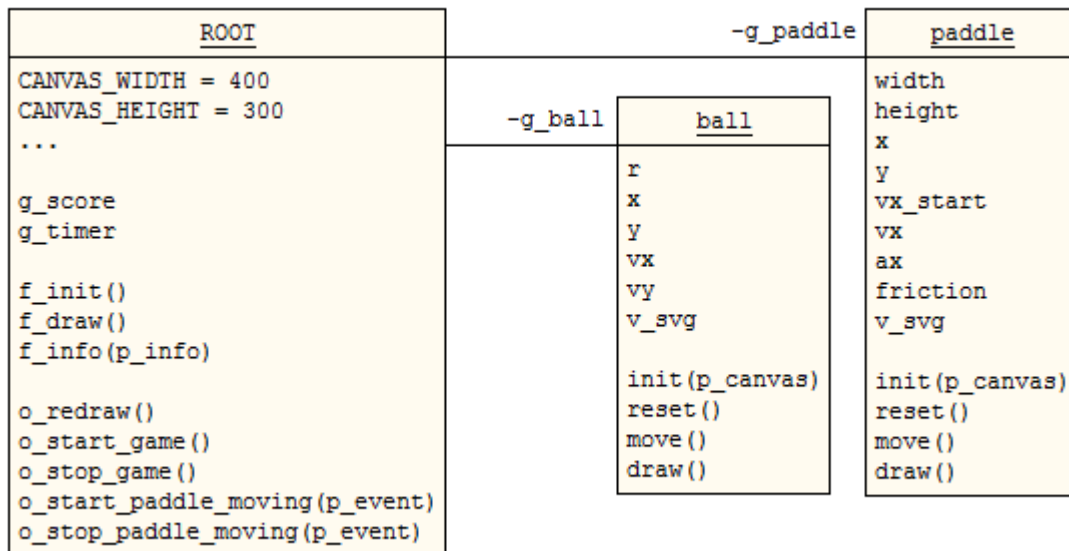 ROOT
CANVAS_WIDTH = 400
CANVAS_HEIGHT = 300
...
g_score
g_timer
f_init()
f_draw()
f_info(p_info)
o_redraw()
o_start_game()
o_stop_game()
o_start_paddle_moving(p_event)
o_stop_paddle_moving(p_event)
-g_ball
ball
r
x
y
vx
vy
v_svg
init(p_canvas)
reset()
move()
draw()
-g_paddle
paddle
width
height
x
y
vx_start
vx
ax
friction
v_svg
init(p_canvas)
reset()
move()
draw()